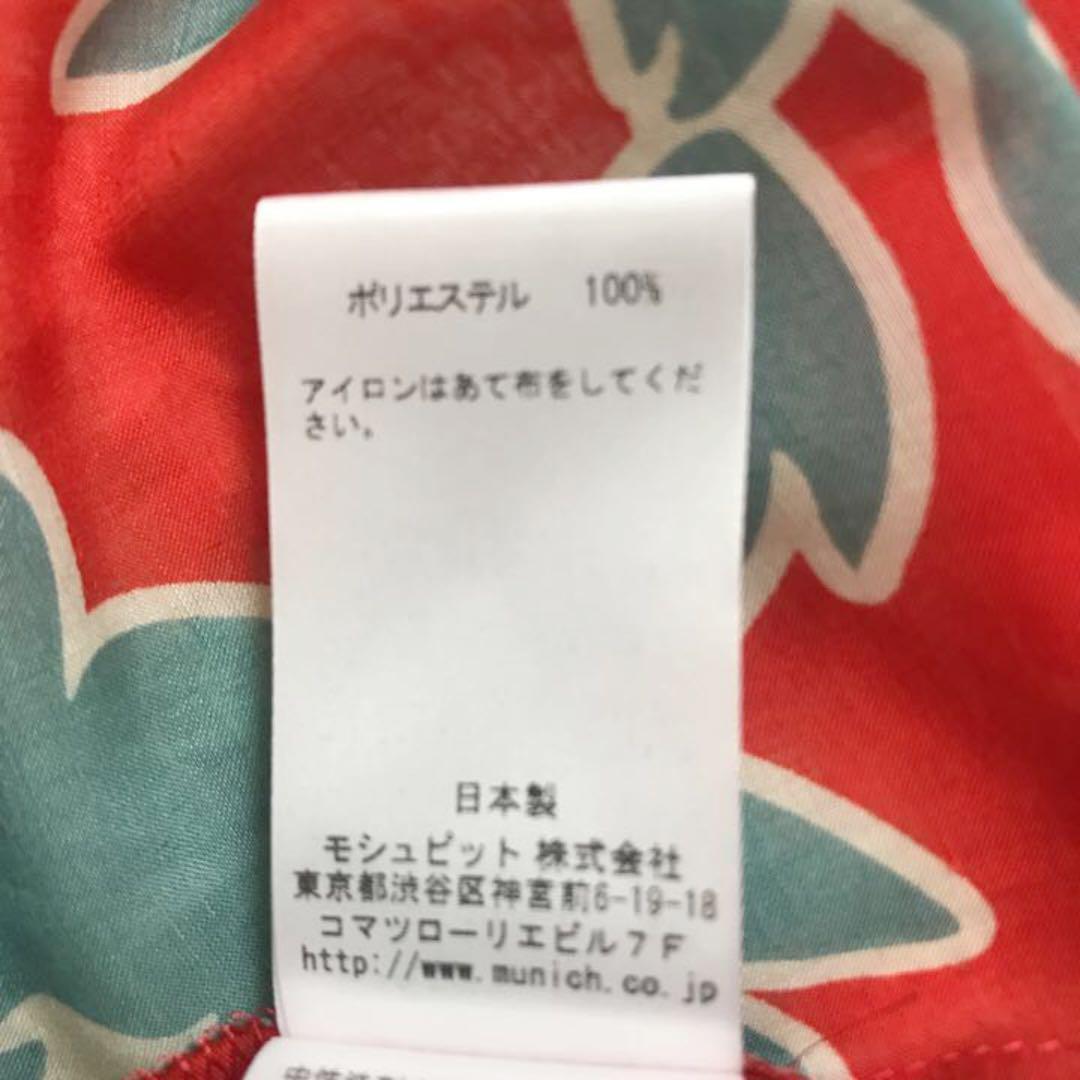 ポリエステル 100%
アイロンはあて布をしてくだ
さい。
日本製
モシュピット 株式会社
東京都渋谷区神宮前6-19-18
コマツローリエビル7F
http://www.munich.co.jp